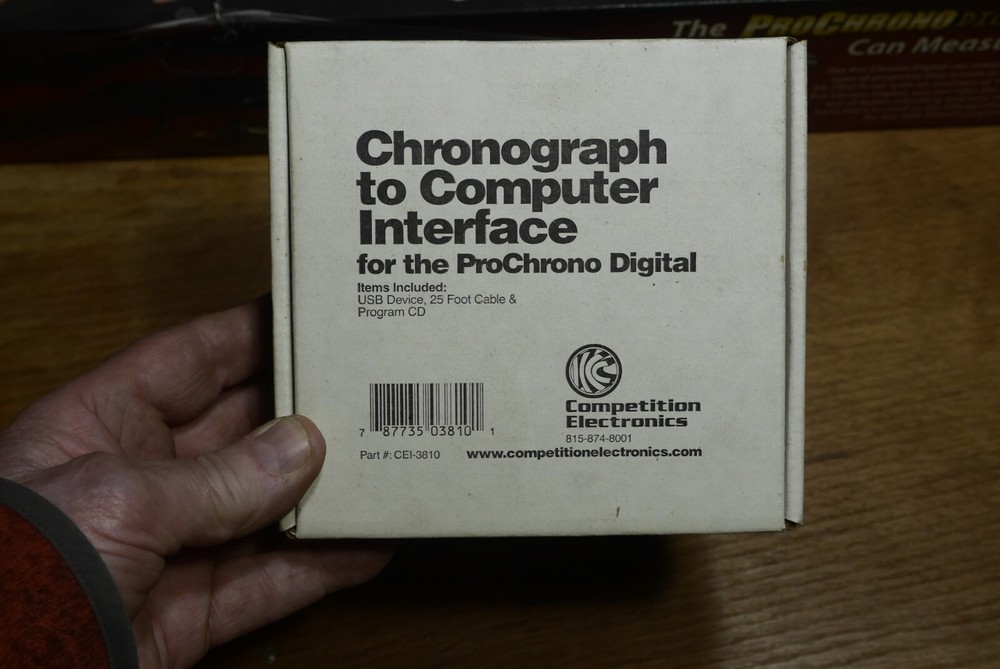 The PROCHRONO
Can Meas
Chronograph
to Computer
Interface
for the ProChrono Digital
Items Included:
USB Device, 25 Foot Cable &
Program CD
Competition
Electronics
815-874-8001
7 87735 03810 1
Part #: CEI-3810
www.competitionelectronics.com